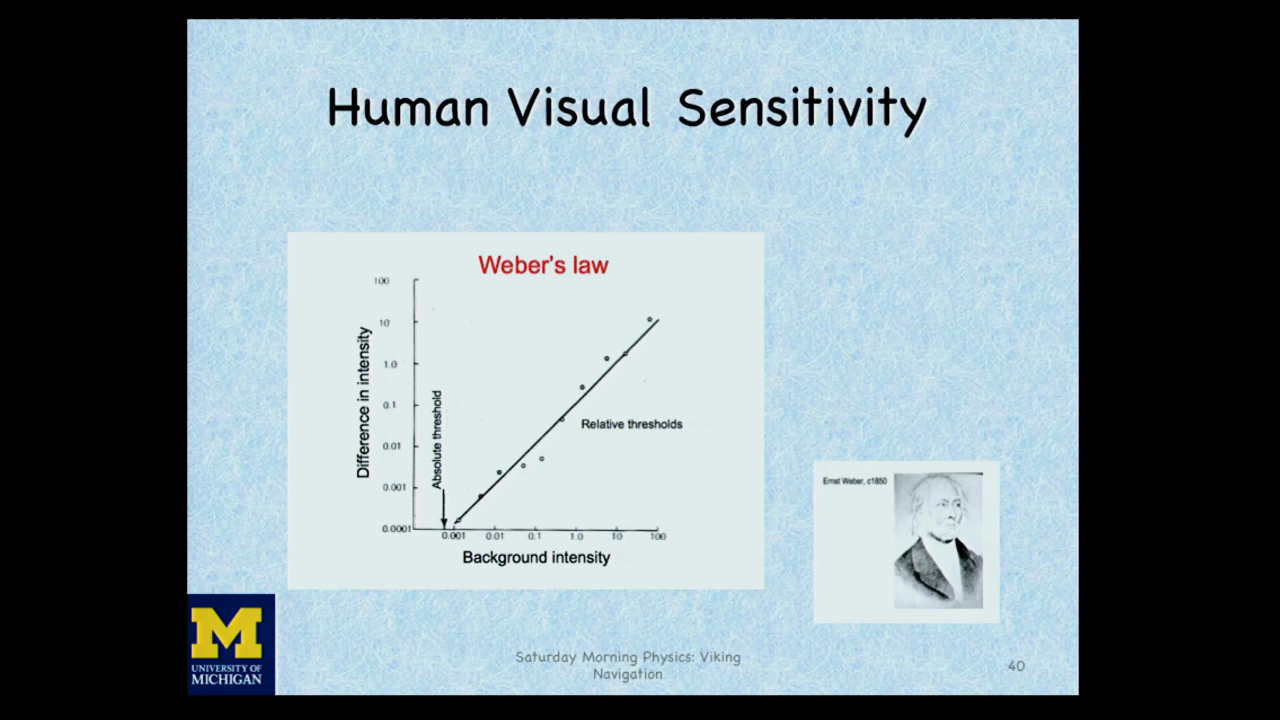 Human Visual Sensitivity
Weber's law
100
10
1.0
0.1
0.01
0.001
0.0001
Difference in intensity
Absolute threshold
Relative thresholds
0.001 0.01 0.1 1.0 10 100
Background intensity
Ernst Weber, c1850
M
UNIVERSITY OF
MICHIGAN
Saturday Morning Physics: Viking
Navigation
40